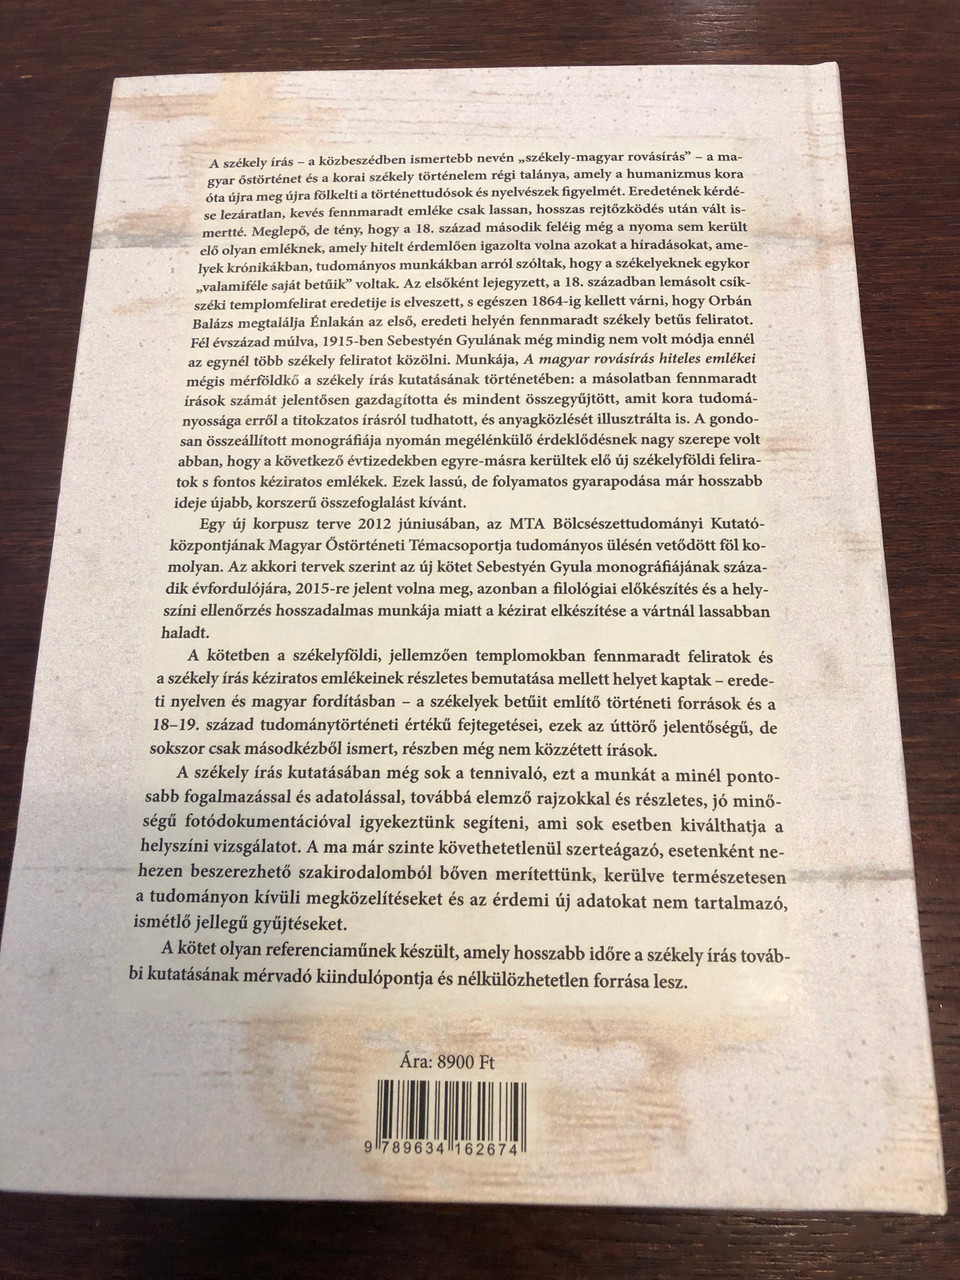 A székely írás – a közbeszédben ismertebb nevén „székely-magyar rovásírás” – a ma-
gyar őstörténet és a korai székely történelem régi talánya, amely a humanizmus kora
óta újra meg újra fölkelti a történettudósok és nyelvészek figyelmét. Eredetének kérdé-
se lezáratlan, kevés fennmaradt emléke csak lassan, hosszas rejtőzködés után vált is-
mertté. Meglepő, de tény, hogy a 18. század második feléig még a nyoma sem került
elő olyan emléknek, amely hitelt érdemlően igazolta volna azokat a híradásokat, ame-
lyek krónikákban, tudományos munkákban arról szóltak, hogy a székelyeknek egykor
„valamiféle saját betűik” voltak. Az elsőként lejegyzett, a 18. században lemásolt csík-
széki templomfelirat eredetije is elveszett, s egészen 1864-ig kellett várni, hogy Orbán
Balázs megtalálja Énlakán az első, eredeti helyén fennmaradt székely betűs feliratot.
Fél évszázad múlva, 1915-ben Sebestyén Gyulának még mindig nem volt módja ennél
az egynél több székely feliratot közölni. Munkája, A magyar rovásírás hiteles emlékei
mégis mérföldkő a székely írás kutatásának történetében: a másolatban fennmaradt
írások számát jelentősen gazdagította és mindent összegyűjtött, amit kora tudomá-
nyossága erről a titokzatos írásról tudhatott, és anyagközlését illusztrálta is. A gondo-
san összeállított monográfiája nyomán megélénkülő érdeklődésnek nagy szerepe volt
abban, hogy a következő évtizedekben egyre-másra kerültek elő új székelyföldi felira-
tok s fontos kéziratos emlékek. Ezek lassú, de folyamatos gyarapodása már hosszabb
ideje újabb, korszerű összefoglalást kívánt.
Egy új korpusz terve 2012 júniusában, az MTA Bölcsészettudományi Kutató-
központjának Magyar Őstörténeti Témacsoportja tudományos ülésén vetődött föl ko-
molyan. Az akkori tervek szerint az új kötet Sebestyén Gyula monográfiájának száza-
dik évfordulójára, 2015-re jelent volna meg, azonban a filológiai előkészítés és a hely-
színi ellenőrzés hosszadalmas munkája miatt a kézirat elkészítése a vártnál lassabban
haladt.
A kötetben a székelyföldi, jellemzően templomokban fennmaradt feliratok és
a székely írás kéziratos emlékeinek részletes bemutatása mellett helyet kaptak – erede-
ti nyelven és magyar fordításban – a székelyek betűit említő történeti források és a
18–19. század tudománytörténeti értékű fejtegetései, ezek az úttörő jelentőségű, de
sokszor csak másodkézből ismert, részben még nem közzétett írások.
A székely írás kutatásában még sok a tennivaló, ezt a munkát a minél ponto-
sabb fogalmazással és adatolással, továbbá elemző rajzokkal és részletes, jó minő-
ségű fotódokumentációval igyekeztünk segíteni, ami sok esetben kiválthatja a
helyszíni vizsgálatot. A ma már szinte követhetetlenül szerteágazó, esetenként ne-
hezen beszerezhető szakirodalomból bőven merítettünk, kerülve természetesen
a tudományon kívüli megközelítéseket és az érdemi új adatokat nem tartalmazó,
ismétlő jellegű gyűjtéseket.
A kötet olyan referenciaműnek készült, amely hosszabb időre a székely írás továb-
bi kutatásának mérvadó kiindulópontja és nélkülözhetetlen forrása lesz.
Ára: 8900 Ft
9 789634 162674